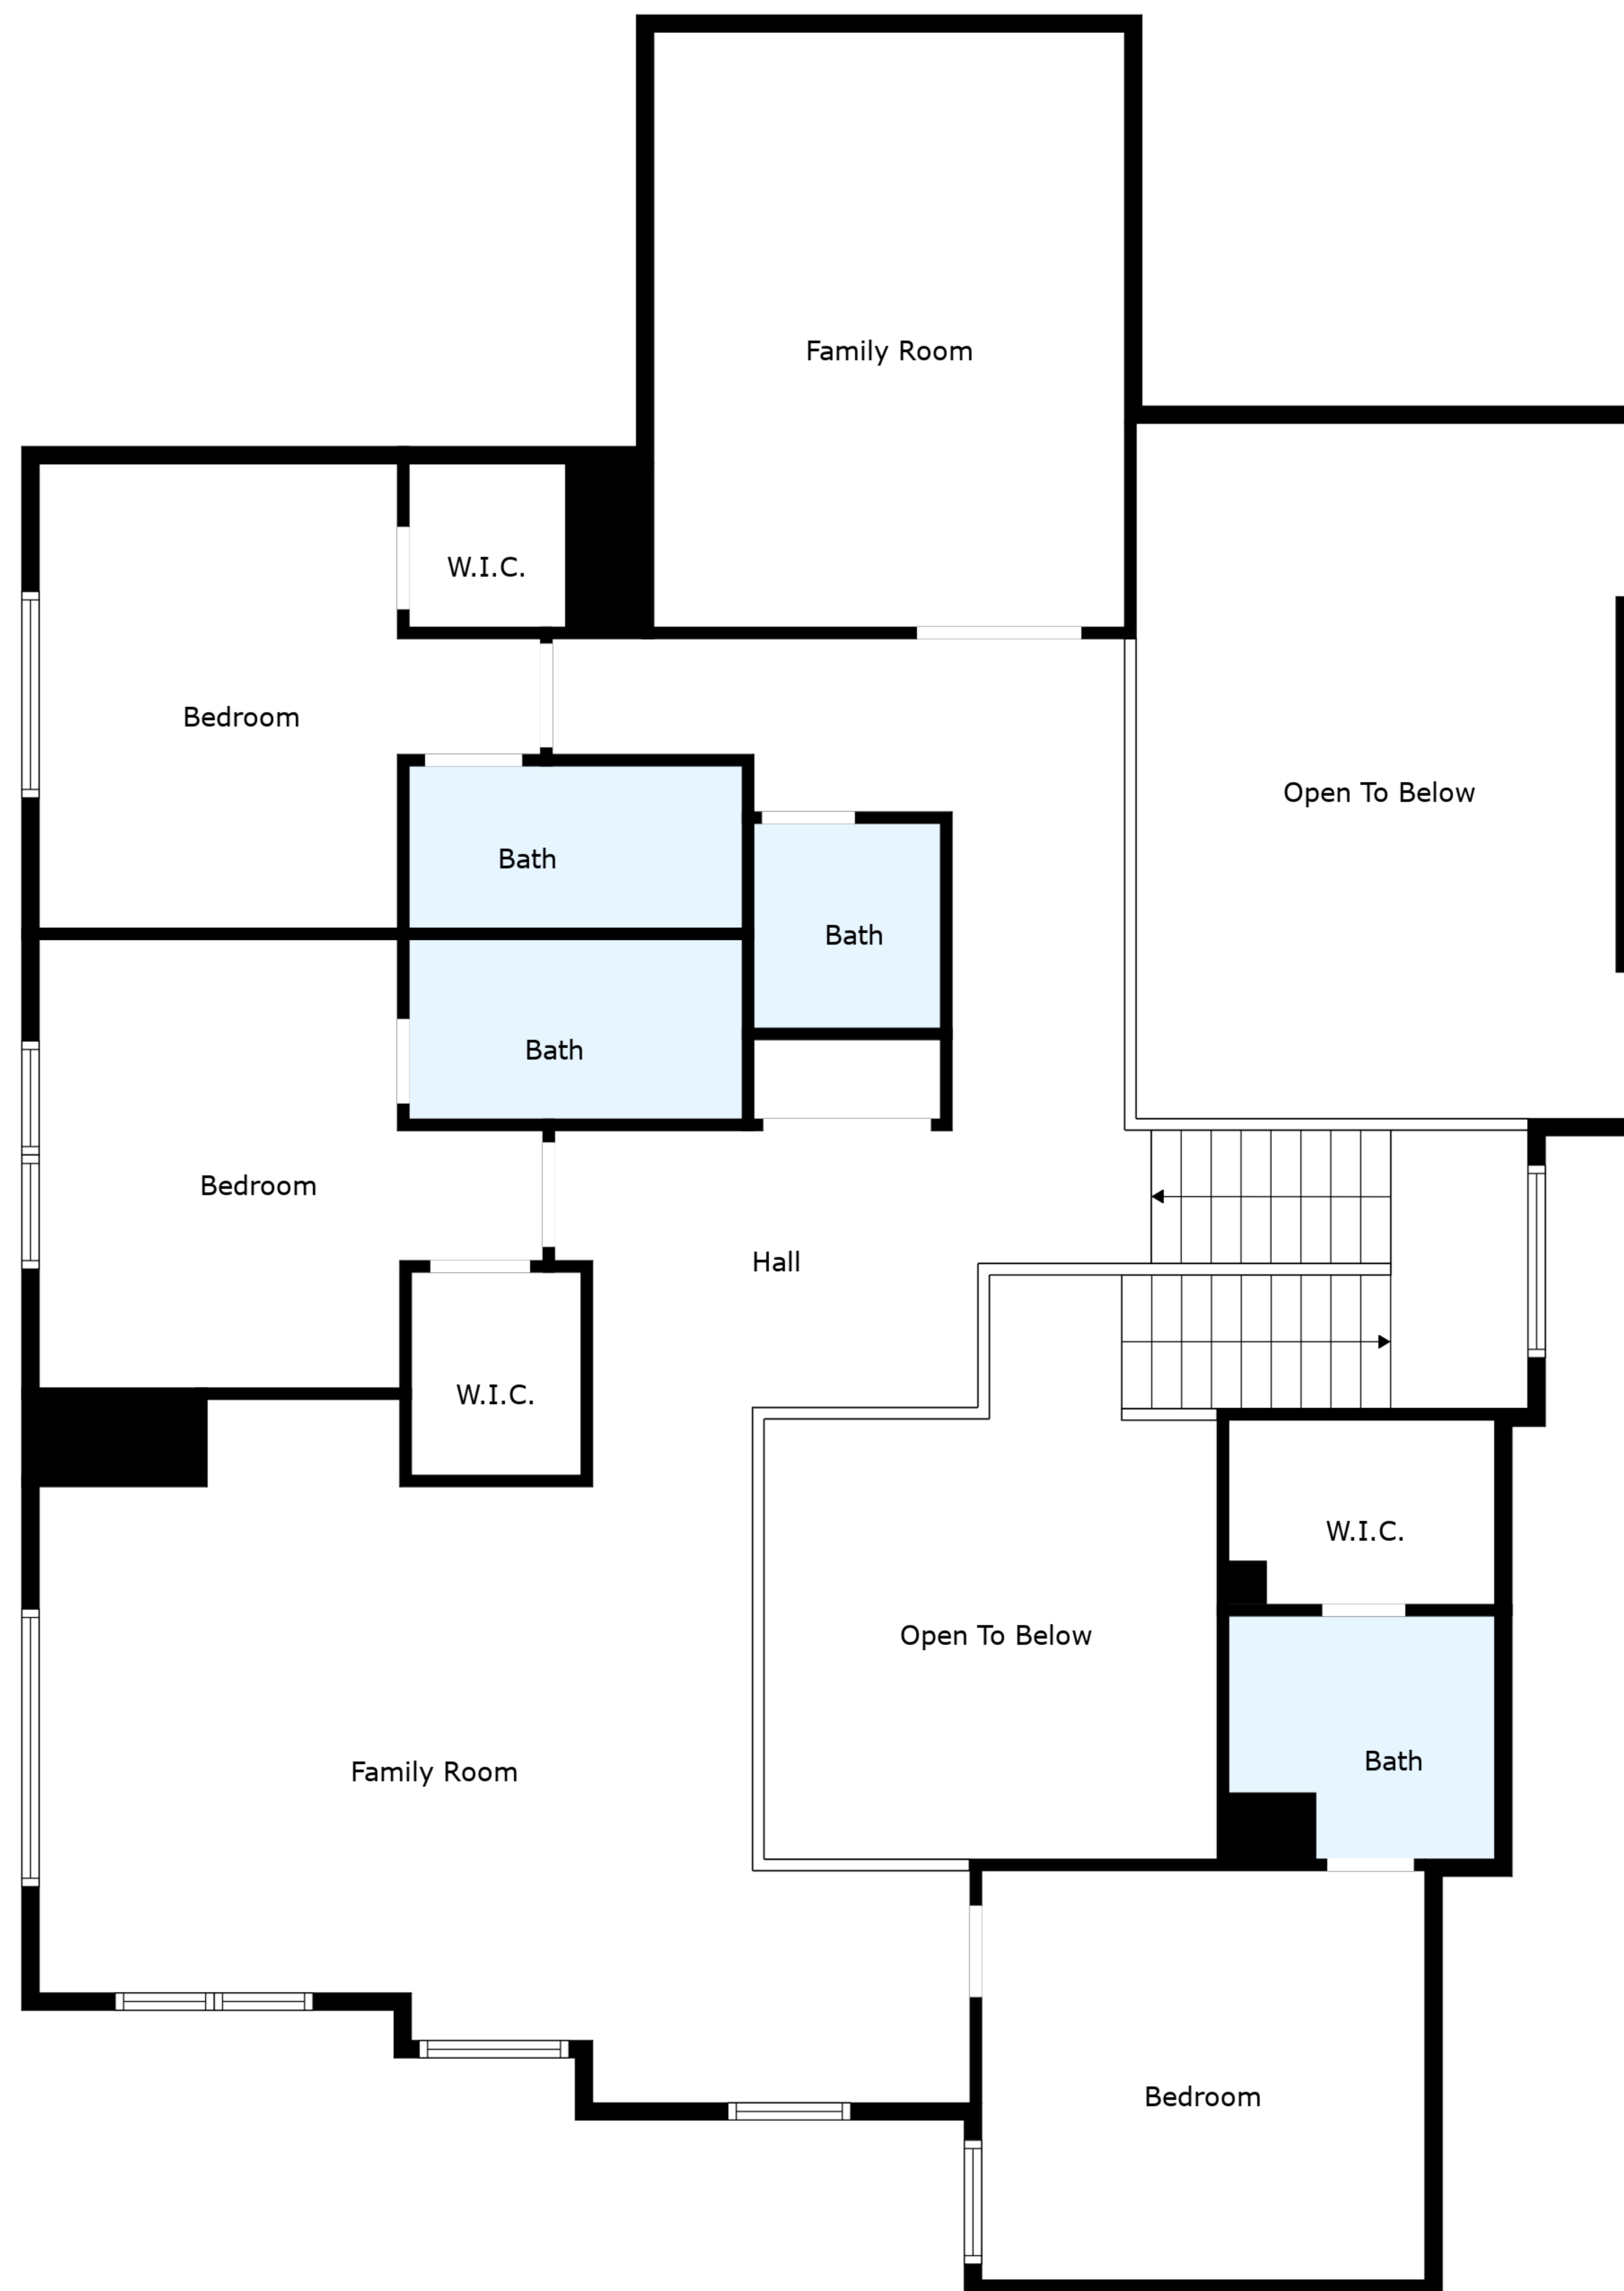 Family Room
W.I.C.
Bedroom
Open To Below
Bath
Bath
Bath
Bedroom
Hall
W.I.C.
W.I.C.
Open To Below
Bath
Family Room
Bedroom